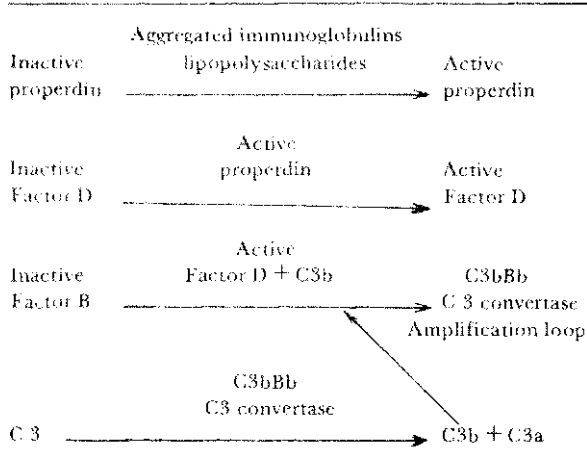 Aggregated immunoglobulins
Inactive lipopolysaccharides Active
properdin properdin
Active
Inactive properdin Active
Factor D Factor D
Active
Inactive Factor D + C3b C3bBb
Factor B C 3 convertase
Amplification loop
C3bBb
C3 convertase
C 3 C3b + C3a